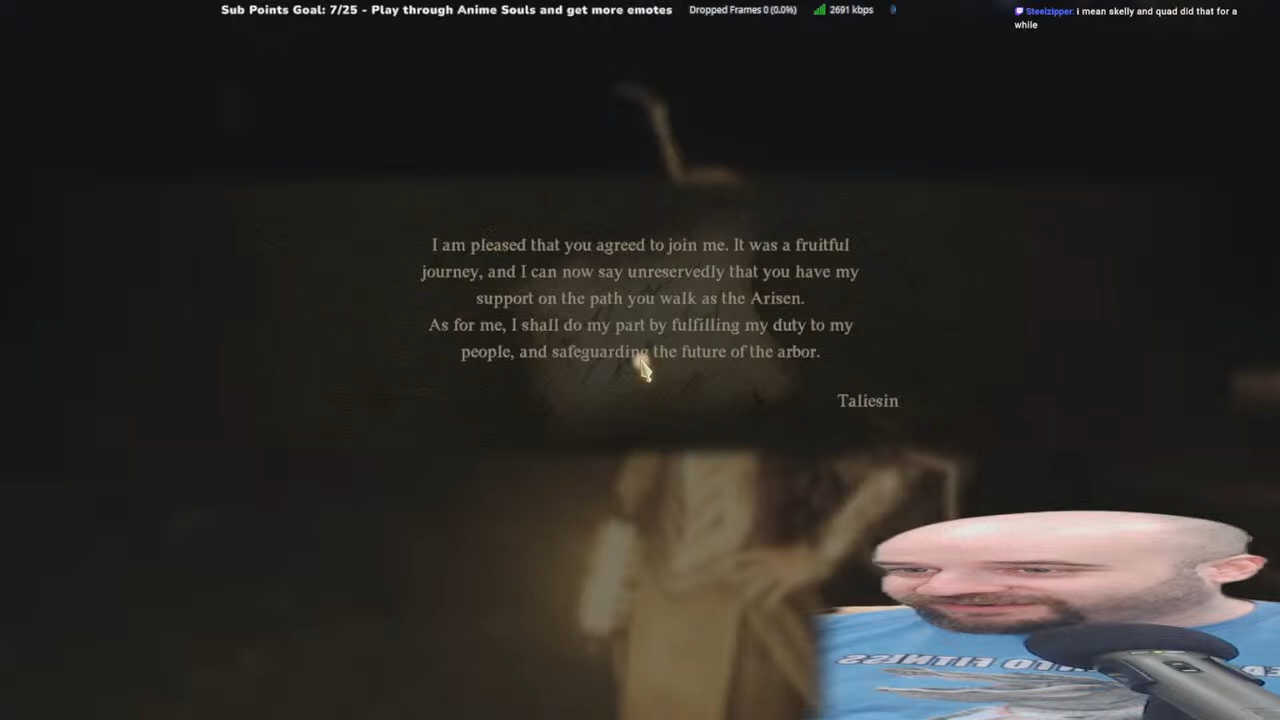 Sub Points Goal: 7/25 - Play through Anime Souls and get more emotes
Dropped Frames 0 (0.0%)
2691 kbps
Steelzipper: i mean skelly and quad did that for a
while
I am pleased that you agreed to join me. It was a fruitful
journey, and I can now say unreservedly that you have my
support on the path you walk as the Arisen.
As for me, I shall do my part by fulfilling my duty to my
people, and safeguarding the future of the arbor.
Taliesin